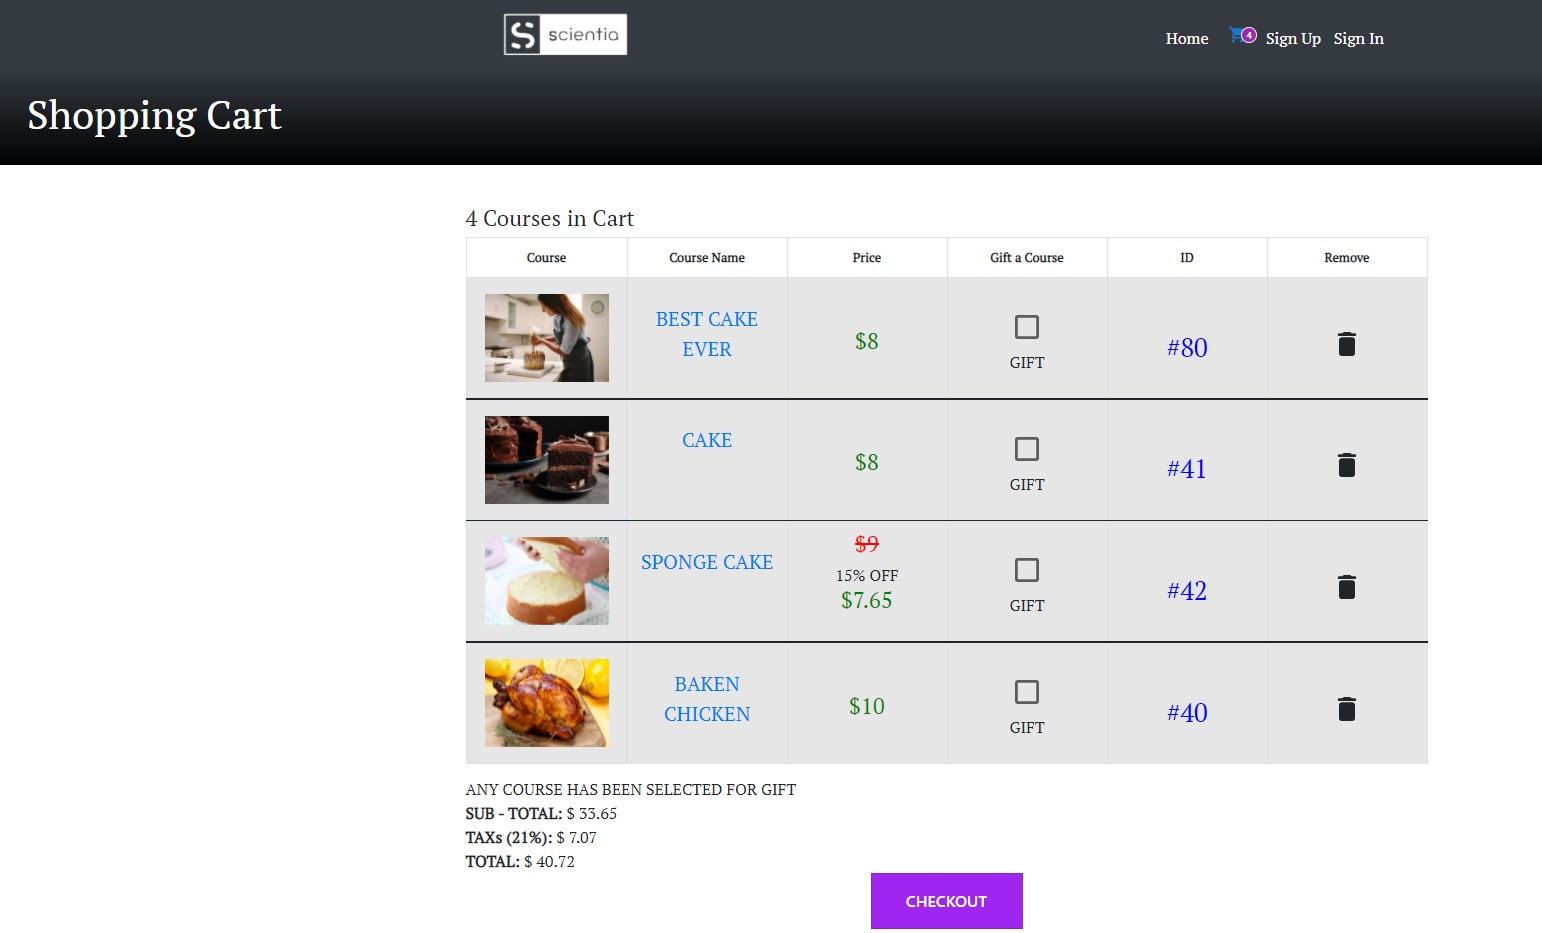 S scientia
Home 4 Sign Up Sign In
Shopping Cart
4 Courses in Cart
Course Course Name Price Gift a Course ID Remove
BEST CAKE
EVER
$8
GIFT
#80
CAKE
$8
GIFT
#41
SPONGE CAKE
$9
15% OFF
$7.65
GIFT
#42
BAKEN
CHICKEN
$10
GIFT
#40
ANY COURSE HAS BEEN SELECTED FOR GIFT
SUB - TOTAL: $ 33.65
TAXs (21%): $ 7.07
TOTAL: $ 40.72
CHECKOUT